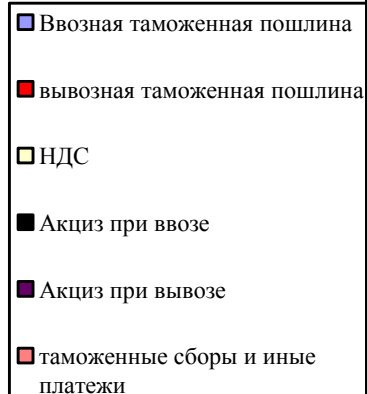 Ввозная таможенная пошлина
вывозная таможенная пошлина
НДС
Акциз при ввозе
Акциз при вывозе
таможенные сборы и иные
платежи